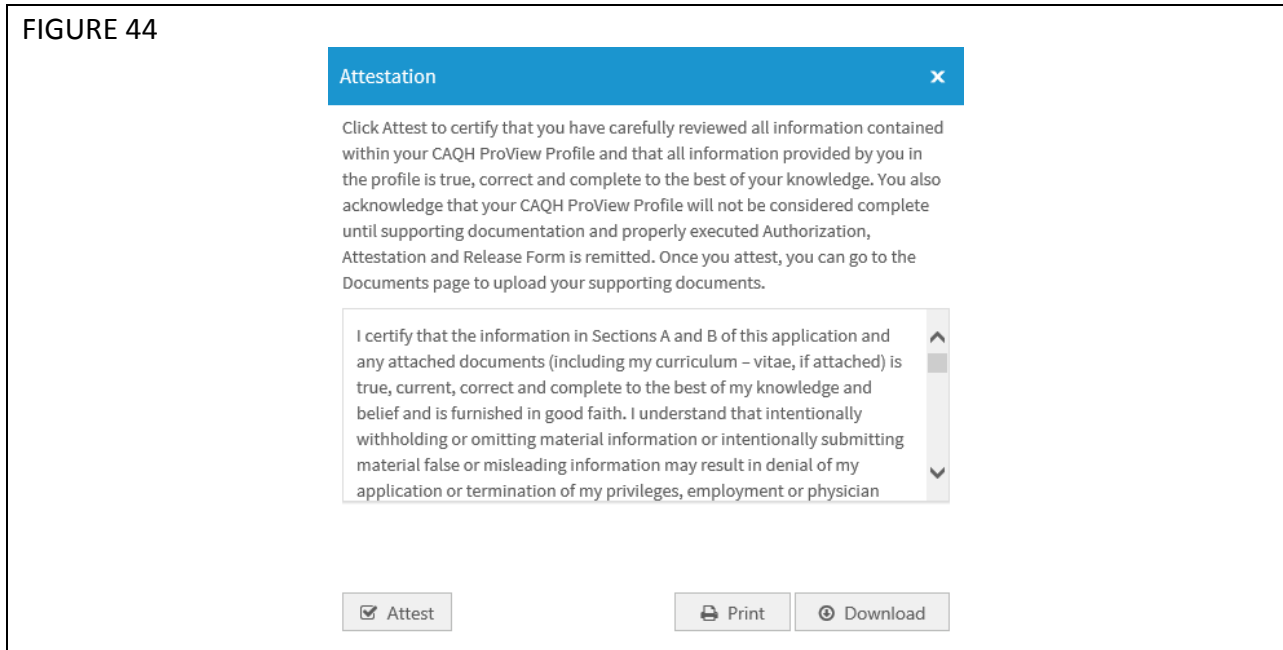 FIGURE 44
Attestation x
Click Attest to certify that you have carefully reviewed all information contained
within your CAQH ProView Profile and that all information provided by you in
the profile is true, correct and complete to the best of your knowledge. You also
acknowledge that your CAQH ProView Profile will not be considered complete
until supporting documentation and properly executed Authorization,
Attestation and Release Form is remitted. Once you attest, you can go to the
Documents page to upload your supporting documents.
I certify that the information in Sections A and B of this application and
any attached documents (including my curriculum – vitae, if attached) is
true, current, correct and complete to the best of my knowledge and
belief and is furnished in good faith. I understand that intentionally
withholding or omitting material information or intentionally submitting
material false or misleading information may result in denial of my
application or termination of my privileges, employment or physician
Attest Print Download